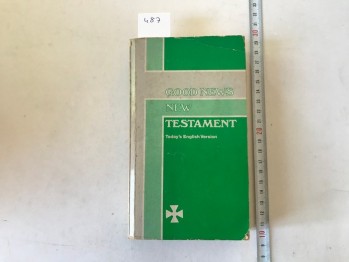 487
GOOD NEWS
NEW
TESTAMENT
Today's English Version